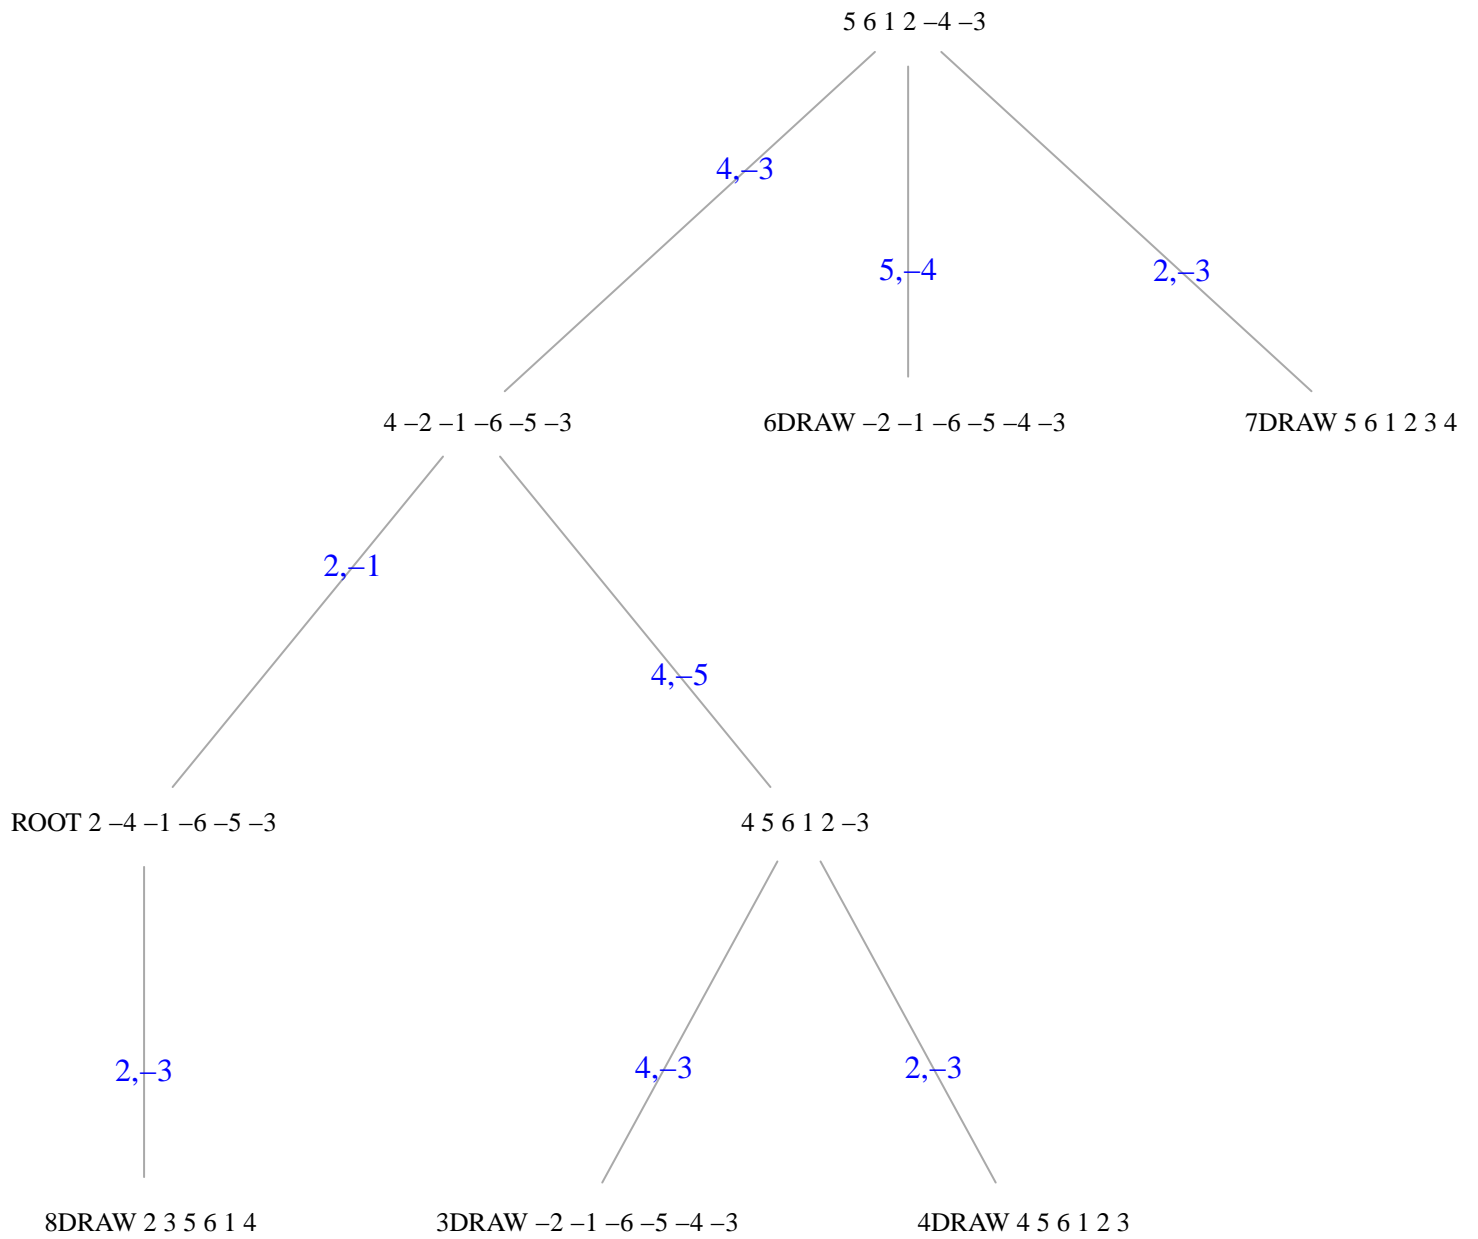 5 6 1 2 –4 –3
4,–3
5,–4
2,–3
4 –2 –1 –6 –5 –3
6DRAW –2 –1 –6 –5 –4 –3
7DRAW 5 6 1 2 3 4
2,–1
4,–5
ROOT 2 –4 –1 –6 –5 –3
4 5 6 1 2 –3
2,–3
4,–3
2,–3
8DRAW 2 3 5 6 1 4
3DRAW –2 –1 –6 –5 –4 –3
4DRAW 4 5 6 1 2 3